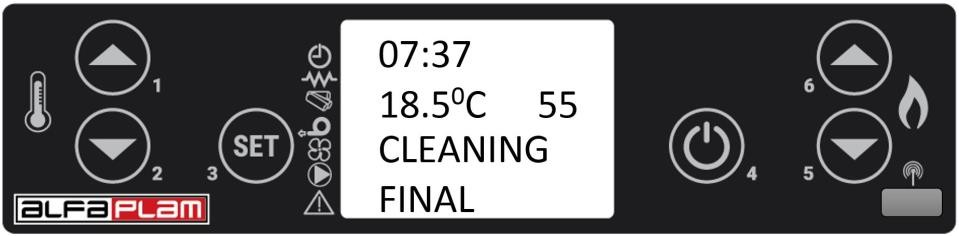 6
1
07:37
18.5⁰C 55
CLEANING
FINAL
SET
2
3
4
5
ALFAPLAM